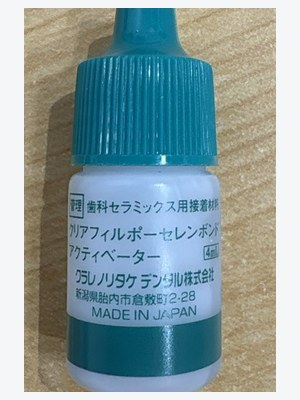 管理 歯科セラミックス用接着材料
クリアフィルポーセレンボンド
アクティベーター 4mL
クラレノリタケデンタル株式会社
新潟県胎内市倉敷町2-28
MADE IN JAPAN